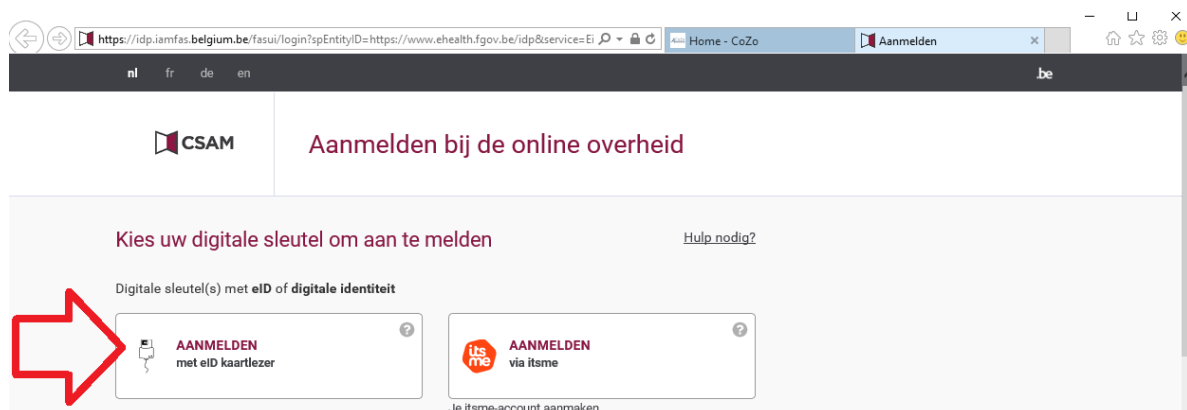 https://idp.iamfas.belgium.be/fasui/login?spEntityID=https://www.ehealth.fgov.be/idp&service=Ei
Home - CoZo
Aanmelden
nl fr de en
.be
CSAM
Aanmelden bij de online overheid
Kies uw digitale sleutel om aan te melden
Hulp nodig?
Digitale sleutel(s) met eID of digitale identiteit
AANMELDEN
met eID kaartlezer
?
itsme
AANMELDEN
via itsme
?
Je itsme-account aanmaken